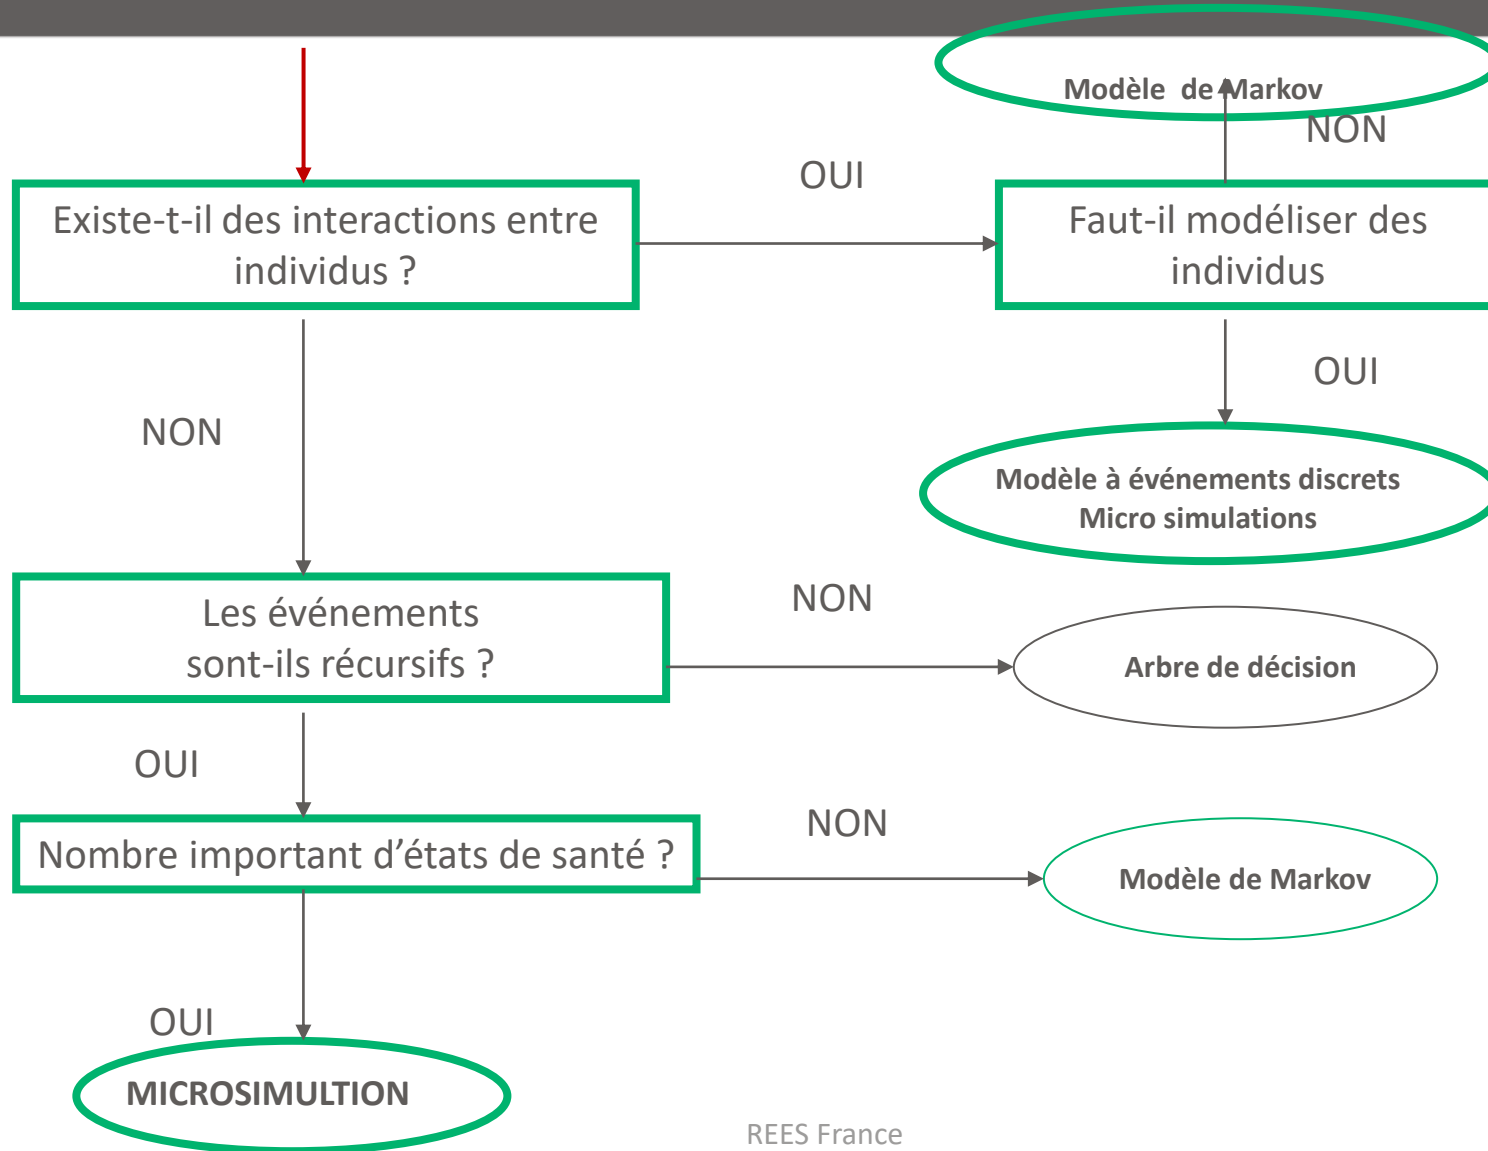 Modèle  de Markov
NON
OUI
Existe-t-il des interactions entre
individus ?
Faut-il modéliser des
individus
OUI
NON
Modèle à événements discrets
Micro simulations
NON
Les événements
sont-ils récursifs ?
Arbre de décision
OUI
NON
Nombre important d’états de santé ?
Modèle de Markov
OUI
MICROSIMULTION
REES France